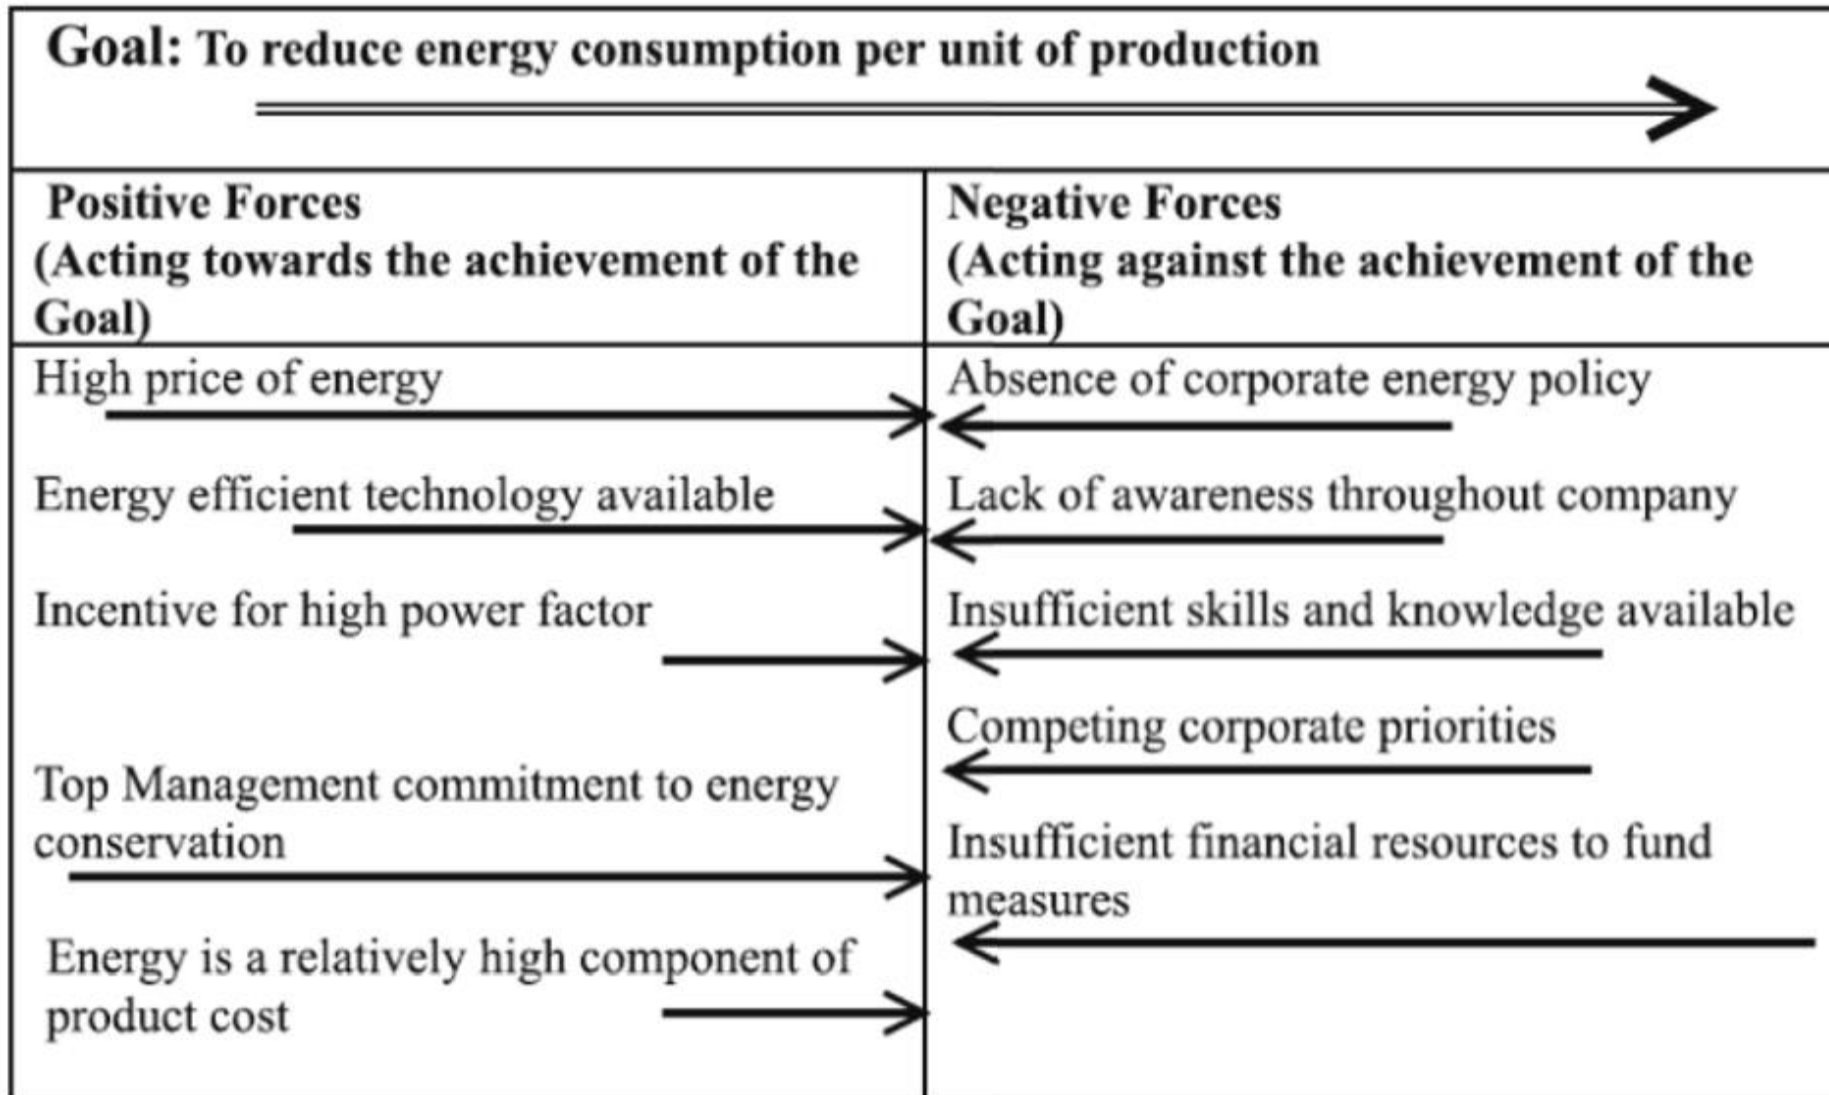 Goal: To reduce energy consumption per unit of production
Positive Forces
(Acting towards the achievement of the
Goal)
Negative Forces
(Acting against the achievement of the
Goal)
High price of energy
Energy efficient technology available
Incentive for high power factor
Top Management commitment to energy
conservation
Energy is a relatively high component of
product cost
Absence of corporate energy policy
Lack of awareness throughout company
Insufficient skills and knowledge available
Competing corporate priorities
Insufficient financial resources to fund
measures